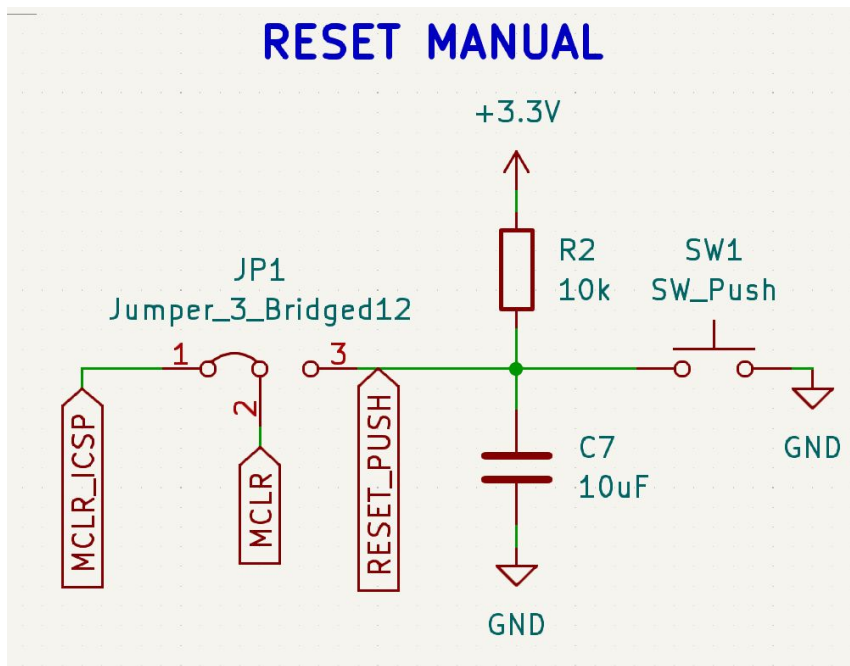 RESET MANUAL
+3.3V
R2
10k
SW1
SW_Push
JP1
Jumper_3_Bridged12
1
2
3
MCLR_ICSP
MCLR
RESET_PUSH
C7
10uF
GND
GND